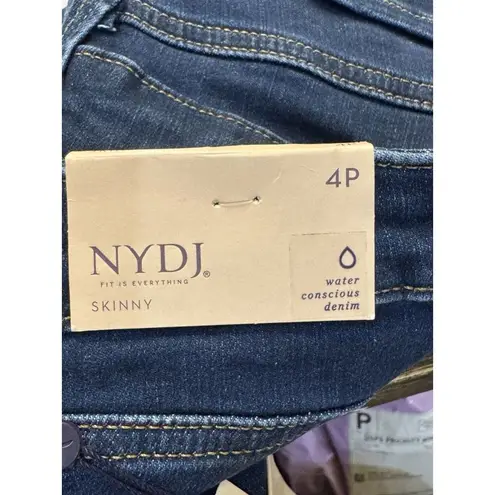 4P
NYDJ®
FIT IS EVERYTHING
SKINNY
water
conscious
denim
P